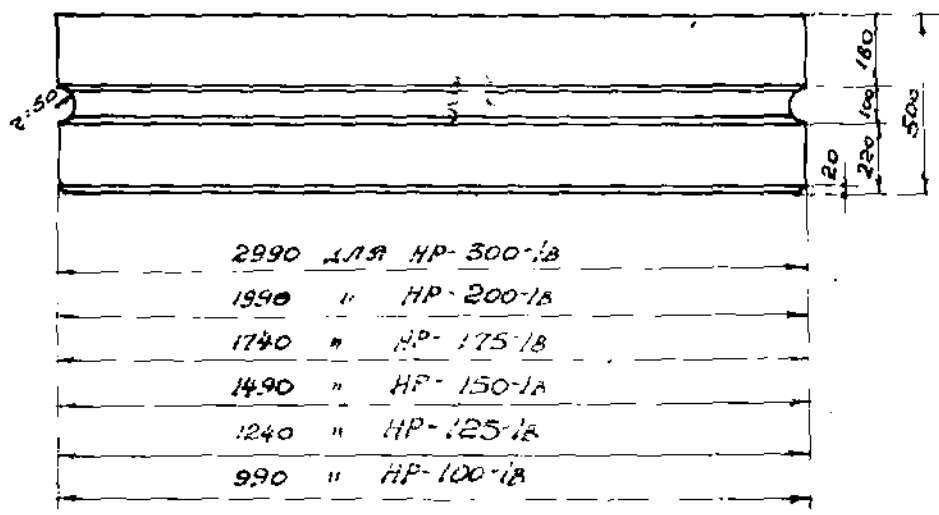 180
100
220
20
500
r=50
2990 для НР-300-1в
1990 " НР-200-1в
1740 " НР-175-1в
1490 " НР-150-1в
1240 " НР-125-1в
990 " НР-100-1в